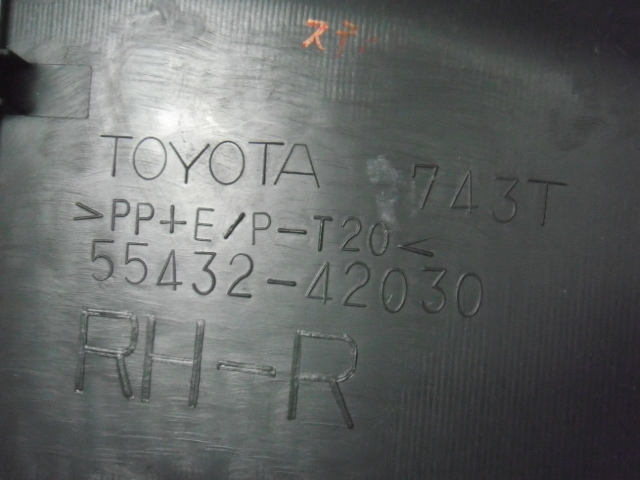 TOYOTA 743T
>PP+E/P-T20<
55432-42030
RH-R